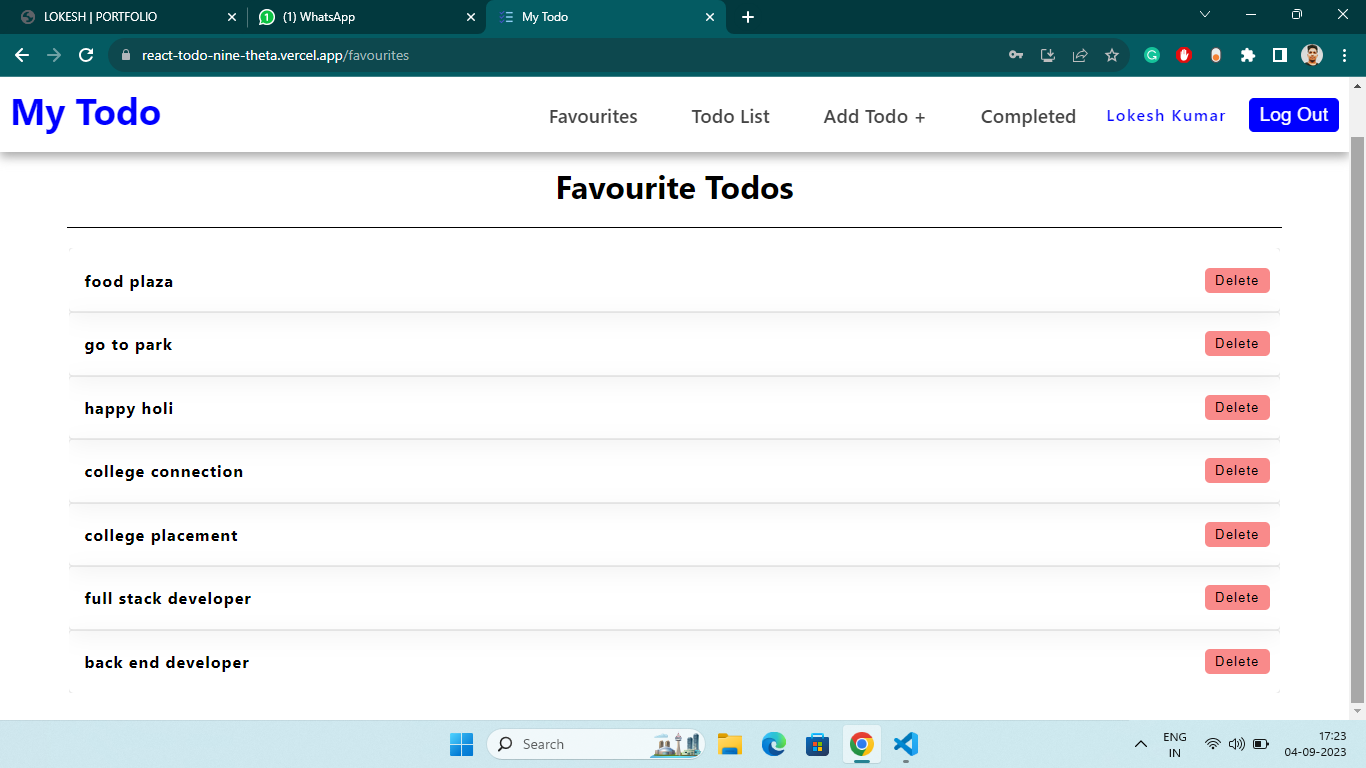 LOKESH | PORTFOLIO
(1) WhatsApp
My Todo
react-todo-nine-theta.vercel.app/favourites
My Todo
Favourites
Todo List
Add Todo +
Completed
Lokesh Kumar
Log Out
Favourite Todos
food plaza
Delete
go to park
Delete
happy holi
Delete
college connection
Delete
college placement
Delete
full stack developer
Delete
back end developer
Delete
Search
ENG
IN
17:23
04-09-2023